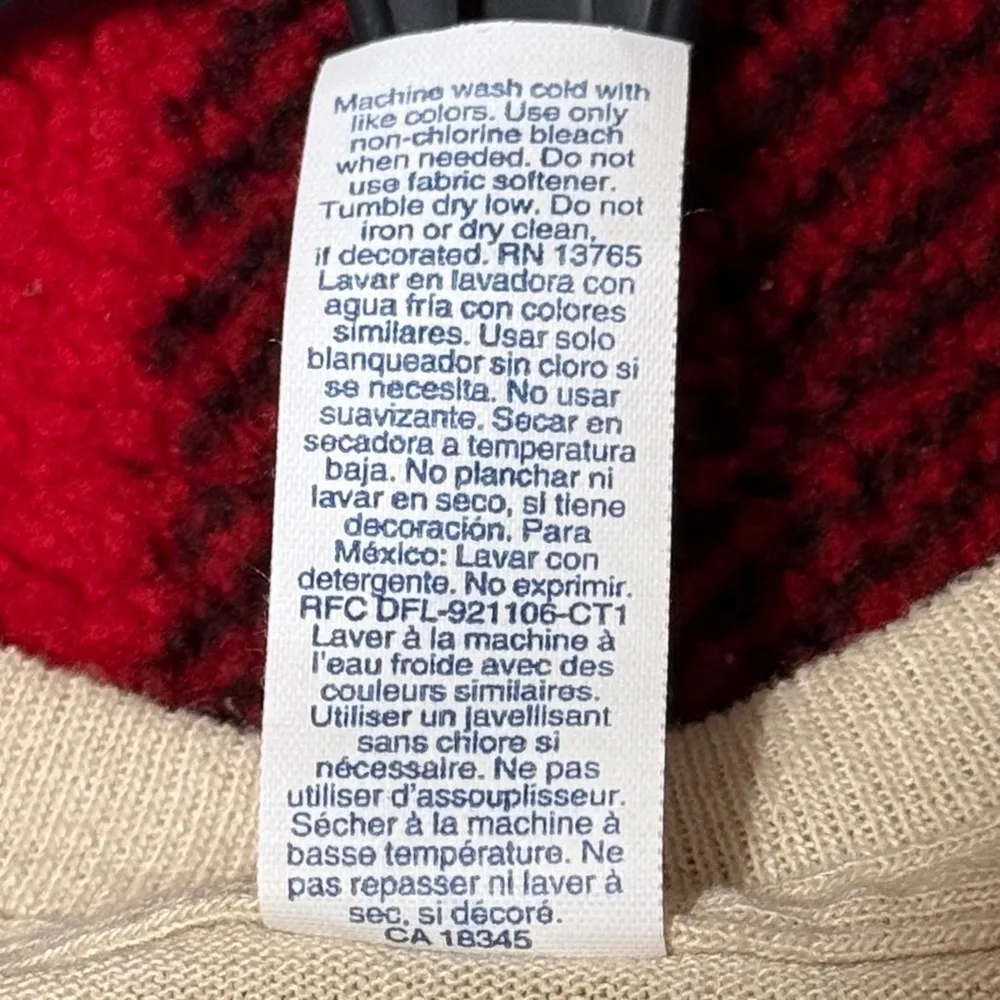 Machine wash cold with
like colors. Use only
non-chlorine bleach
when needed. Do not
use fabric softener.
Tumble dry low. Do not
iron or dry clean,
if decorated. RN 13765
Lavar en lavadora con
agua fría con colores
similares. Usar solo
blanqueador sin cloro si
se necesita. No usar
suavizante. Secar en
secadora a temperatura
baja. No planchar ni
lavar en seco, si tiene
decoración. Para
México: Lavar con
detergente. No exprimir.
RFC DFL-921106-CT1
Laver à la machine à
l'eau froide avec des
couleurs similaires.
Utiliser un javellisant
sans chlore si
nécessaire. Ne pas
utiliser d'assouplisseur.
Sécher à la machine à
basse température. Ne
pas repasser ni laver à
sec, si décoré.
CA 18345